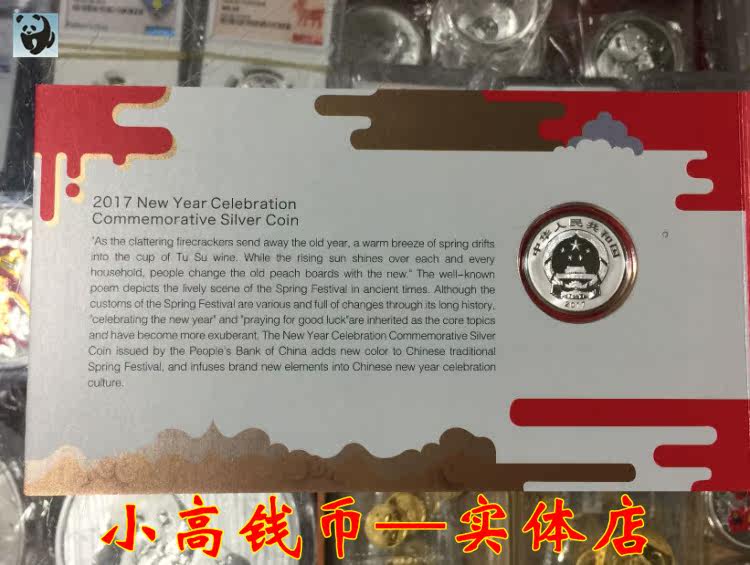 2017 New Year Celebration
Commemorative Silver Coin
"As the clattering firecrackers send away the old year, a warm breeze of spring drifts
into the cup of Tu Su wine. While the rising sun shines over each and every
household, people change the old peach boards with the new." The well-known
poem depicts the lively scene of the Spring Festival in ancient times. Although the
customs of the Spring Festival are various and full of changes through its long history,
"celebrating the new year" and "praying for good luck"are inherited as the core topics
and have become more exuberant. The New Year Celebration Commemorative Silver
Coin issued by the People's Bank of China adds new color to Chinese traditional
Spring Festival, and infuses brand new elements into Chinese new year celebration
culture.
中华人民共和国
2017
小高钱币—实体店